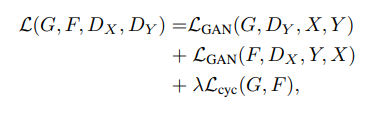 ℒ(G, F, D_X, D_Y) = ℒ_GAN(G, D_Y, X, Y)
+ ℒ_GAN(F, D_X, Y, X)
+ λℒ_cyc(G, F),